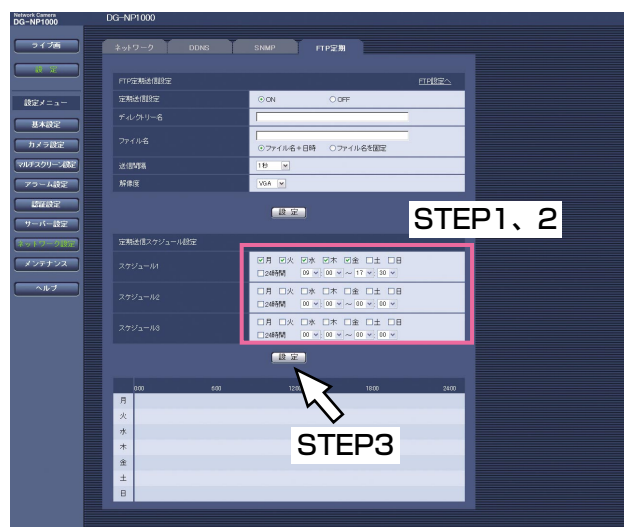 Network Camera
DG-NP1000
DG-NP1000
ライブ画
設 定
設定メニュー
基本設定
カメラ設定
マルチスクリーン設定
アラーム設定
認証設定
サーバー設定
ネットワーク設定
メンテナンス
ヘルプ
ネットワーク DDNS SNMP FTP定期
FTP定期送信設定 FTP設定へ
定期送信設定 ON OFF
ディレクトリー名
ファイル名
ファイル名+日時 ファイル名を固定
送信間隔 1秒
解像度 VGA
設 定
STEP1、2
定期送信スケジュール設定
スケジュール1 月 火 水 木 金 土 日
24時間 09 : 00 ~ 17 : 30
スケジュール2 月 火 水 木 金 土 日
24時間 00 : 00 ~ 00 : 00
スケジュール3 月 火 水 木 金 土 日
24時間 00 : 00 ~ 00 : 00
設 定
STEP3
0:00 6:00 1800 2400
月
火
水
木
金
土
日